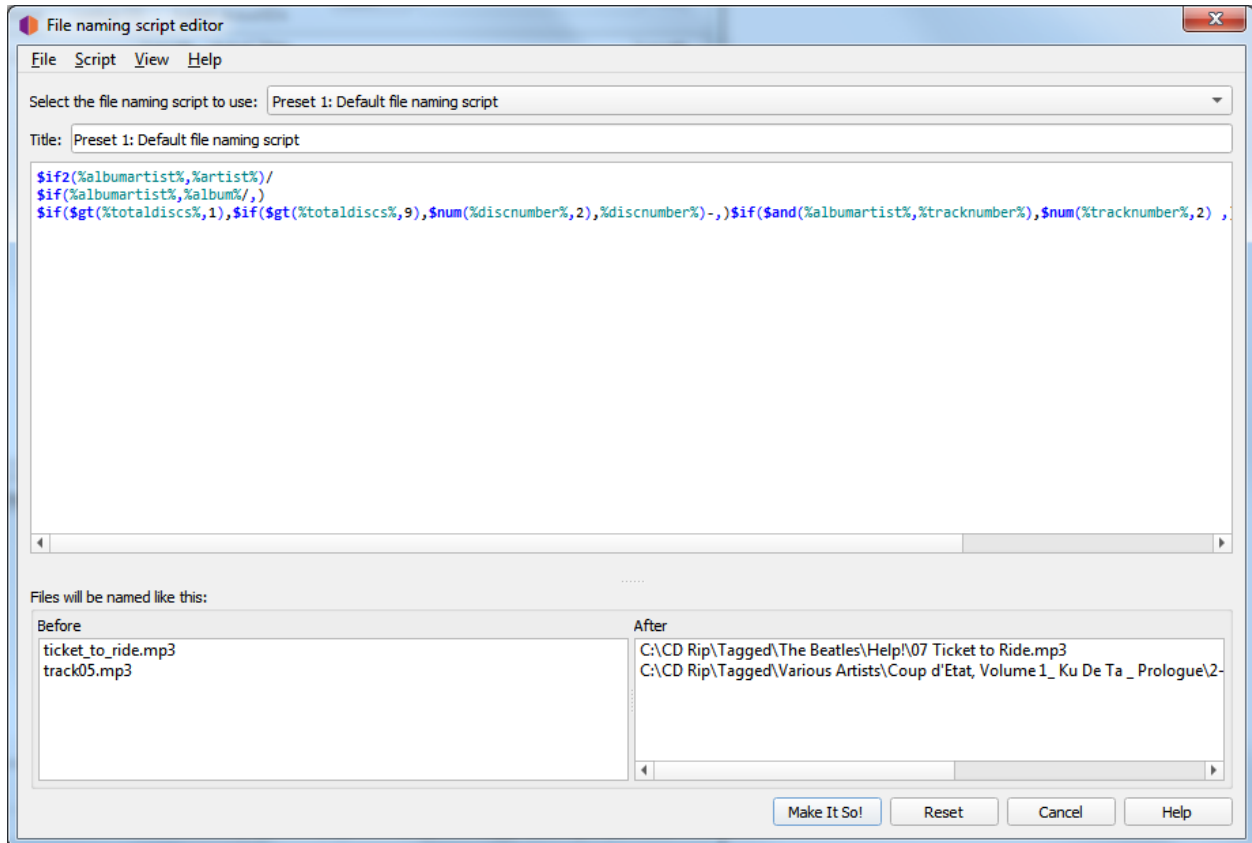 File naming script editor
File Script View Help
Select the file naming script to use: Preset 1: Default file naming script
Title: Preset 1: Default file naming script
$if2(%albumartist%,%artist%)/
$if(%albumartist%,%album%/,)
$if($gt(%totaldiscs%,1),$if($gt(%totaldiscs%,9),$num(%discnumber%,2),%discnumber%)-,)$if($and(%albumartist%,%tracknumber%),$num(%tracknumber%,2) ,)
Files will be named like this:
Before After
ticket_to_ride.mp3 C:\CD Rip\Tagged\The Beatles\Help!\07 Ticket to Ride.mp3
track05.mp3 C:\CD Rip\Tagged\Various Artists\Coup d'Etat, Volume 1_ Ku De Ta _ Prologue\2-
Make It So! Reset Cancel Help